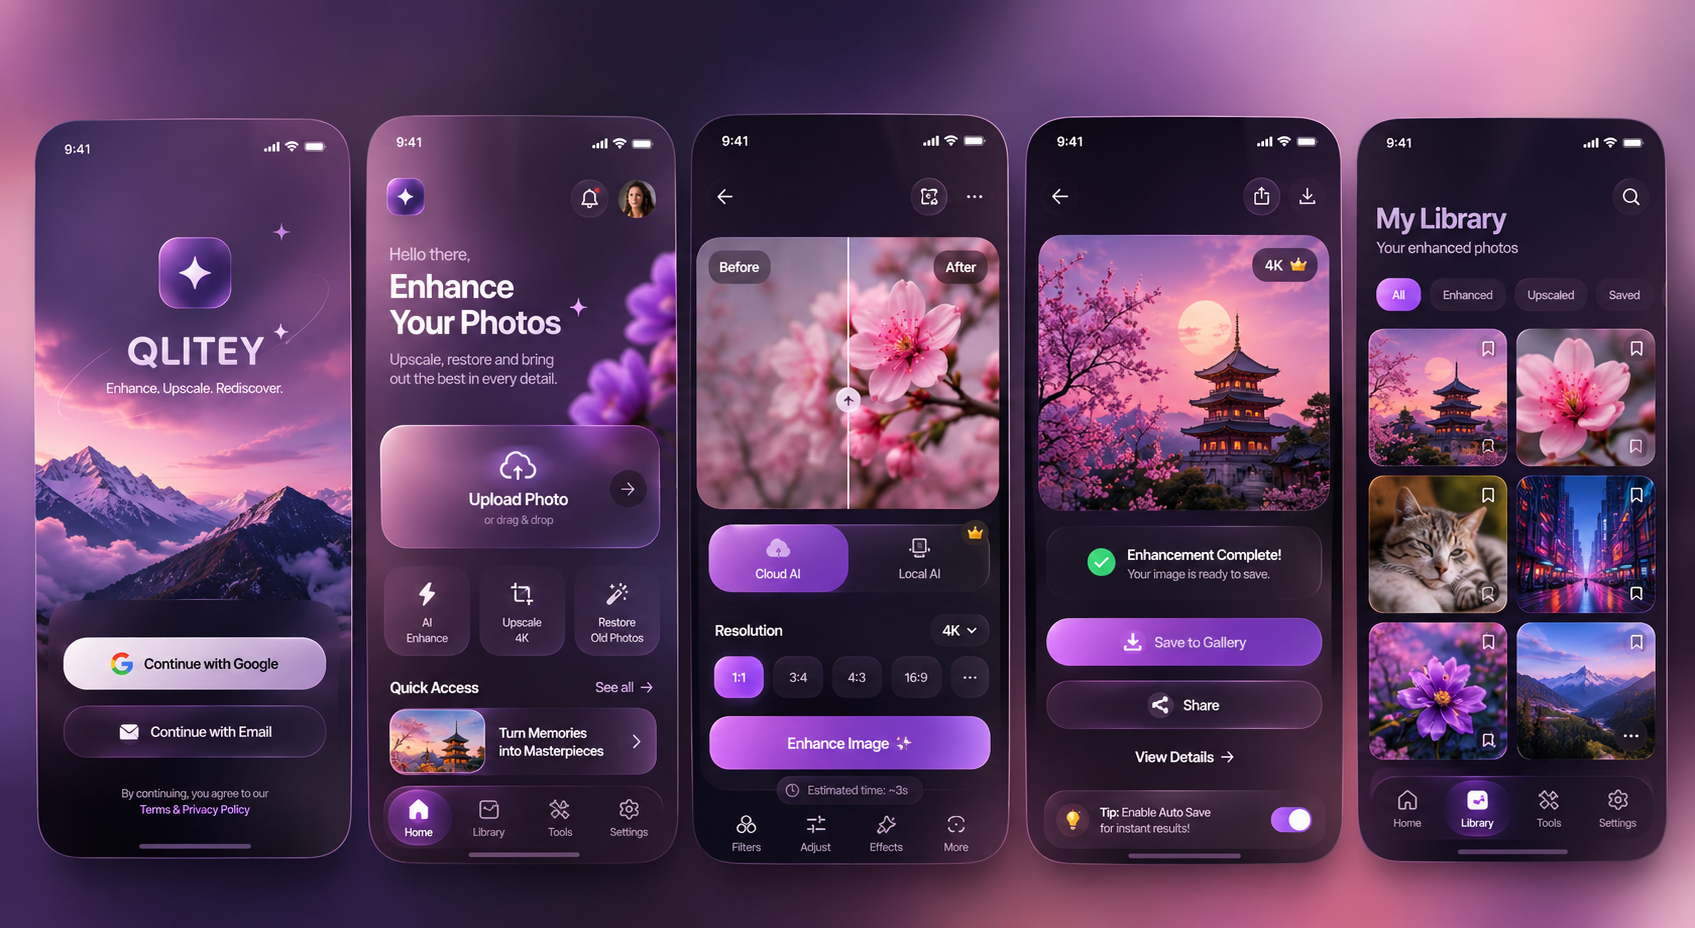 9:41
QLITEY
Enhance. Upscale. Rediscover.
Continue with Google
Continue with Email
By continuing, you agree to our
Terms & Privacy Policy
9:41
Hello there,
Enhance
Your Photos
Upscale, restore and bring
out the best in every detail.
Upload Photo
or drag & drop
AI
Enhance
Upscale
4K
Restore
Old Photos
Quick Access
See all →
Turn Memories
into Masterpieces
Home
Library
Tools
Settings
9:41
Before
After
Cloud AI
Local AI
Resolution
4K
1:1
3:4
4:3
16:9
Enhance Image
Estimated time: ~3s
Filters
Adjust
Effects
More
9:41
4K
Enhancement Complete!
Your image is ready to save.
Save to Gallery
Share
View Details →
Tip: Enable Auto Save
for instant results!
9:41
My Library
Your enhanced photos
All
Enhanced
Upscaled
Saved
Home
Library
Tools
Settings